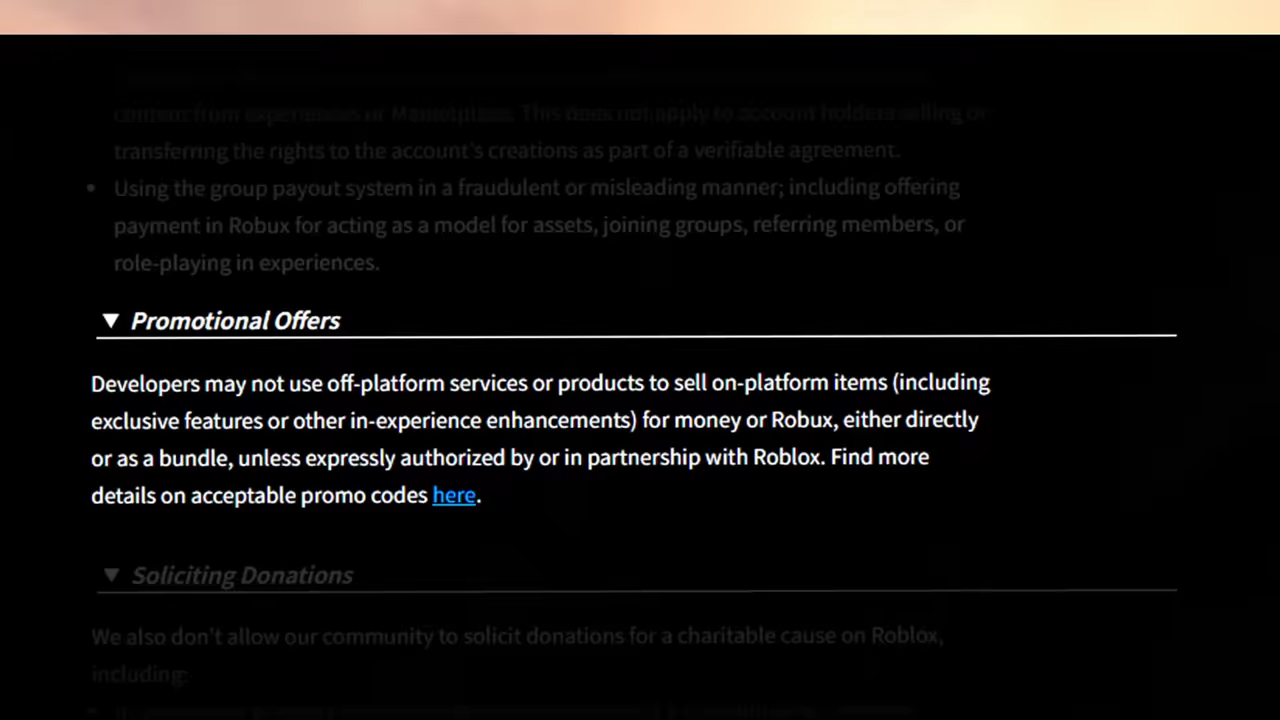 content from experiences or Marketplace. This does not apply to account holders selling or
transferring the rights to the account's creations as part of a verifiable agreement.
• Using the group payout system in a fraudulent or misleading manner; including offering
payment in Robux for acting as a model for assets, joining groups, referring members, or
role-playing in experiences.
▼ Promotional Offers
Developers may not use off-platform services or products to sell on-platform items (including
exclusive features or other in-experience enhancements) for money or Robux, either directly
or as a bundle, unless expressly authorized by or in partnership with Roblox. Find more
details on acceptable promo codes here.
▼ Soliciting Donations
We also don't allow our community to solicit donations for a charitable cause on Roblox,
including: